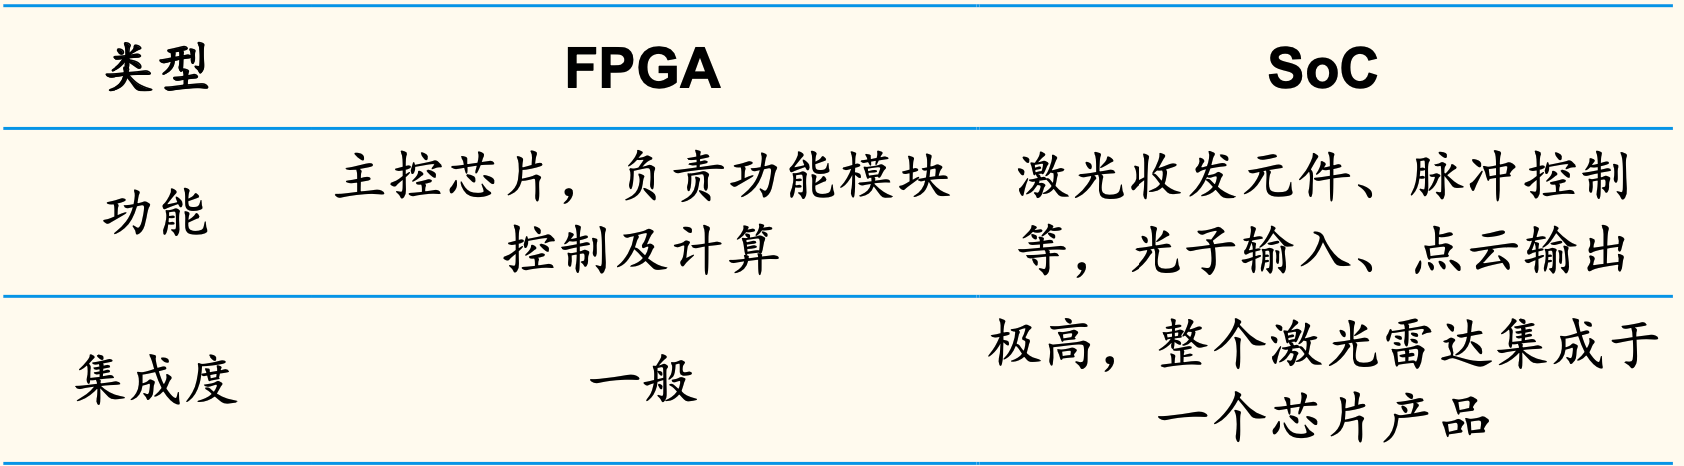 类型 FPGA SoC
功能
主控芯片，负责功能模块
控制及计算
激光收发元件、脉冲控制
等，光子输入、点云输出
集成度
一般
极高，整个激光雷达集成于
一个芯片产品